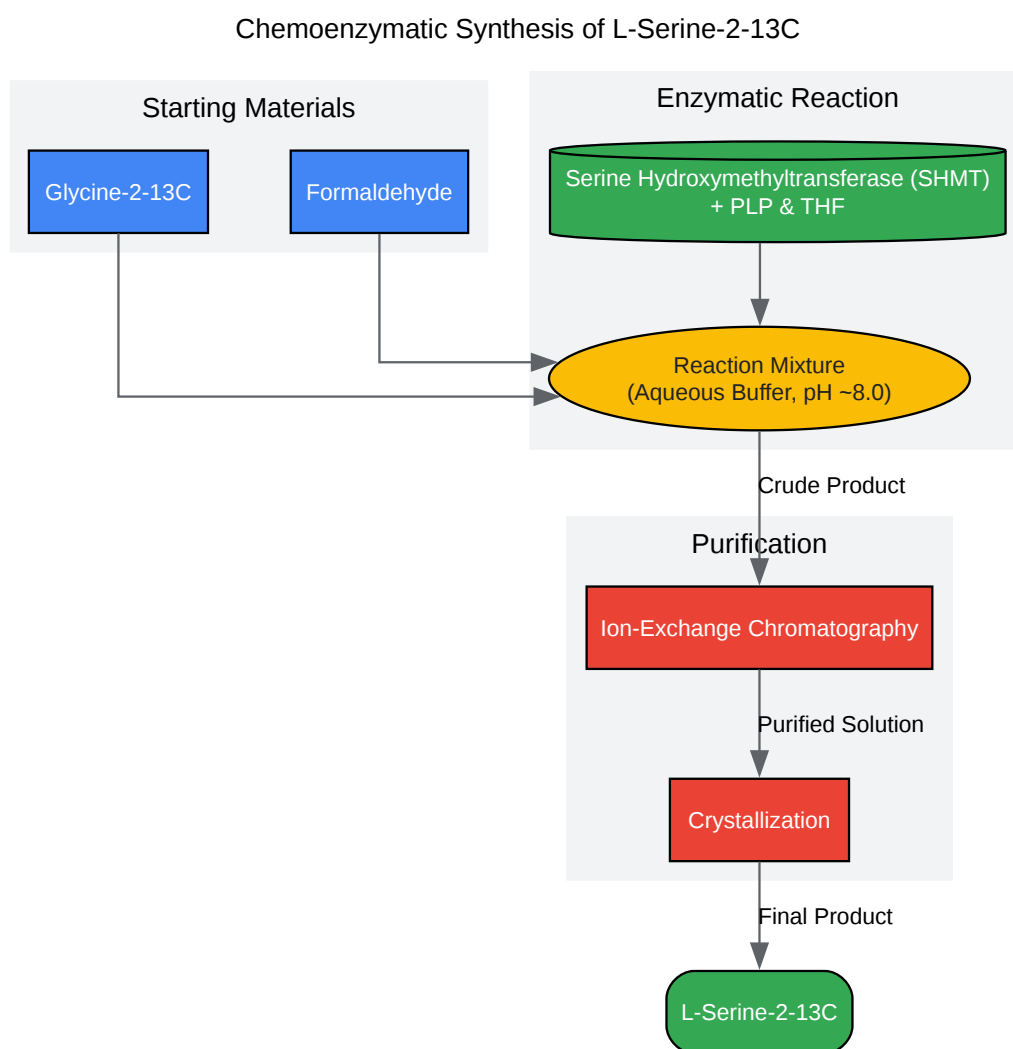 Chemoenzymatic Synthesis of L-Serine-2-13C
Starting Materials
Glycine-2-13C
Formaldehyde
Enzymatic Reaction
Serine Hydroxymethyltransferase (SHMT)
+ PLP & THF
Reaction Mixture
(Aqueous Buffer, pH ~8.0)
Crude Product
Purification
Ion-Exchange Chromatography
Purified Solution
Crystallization
Final Product
L-Serine-2-13C